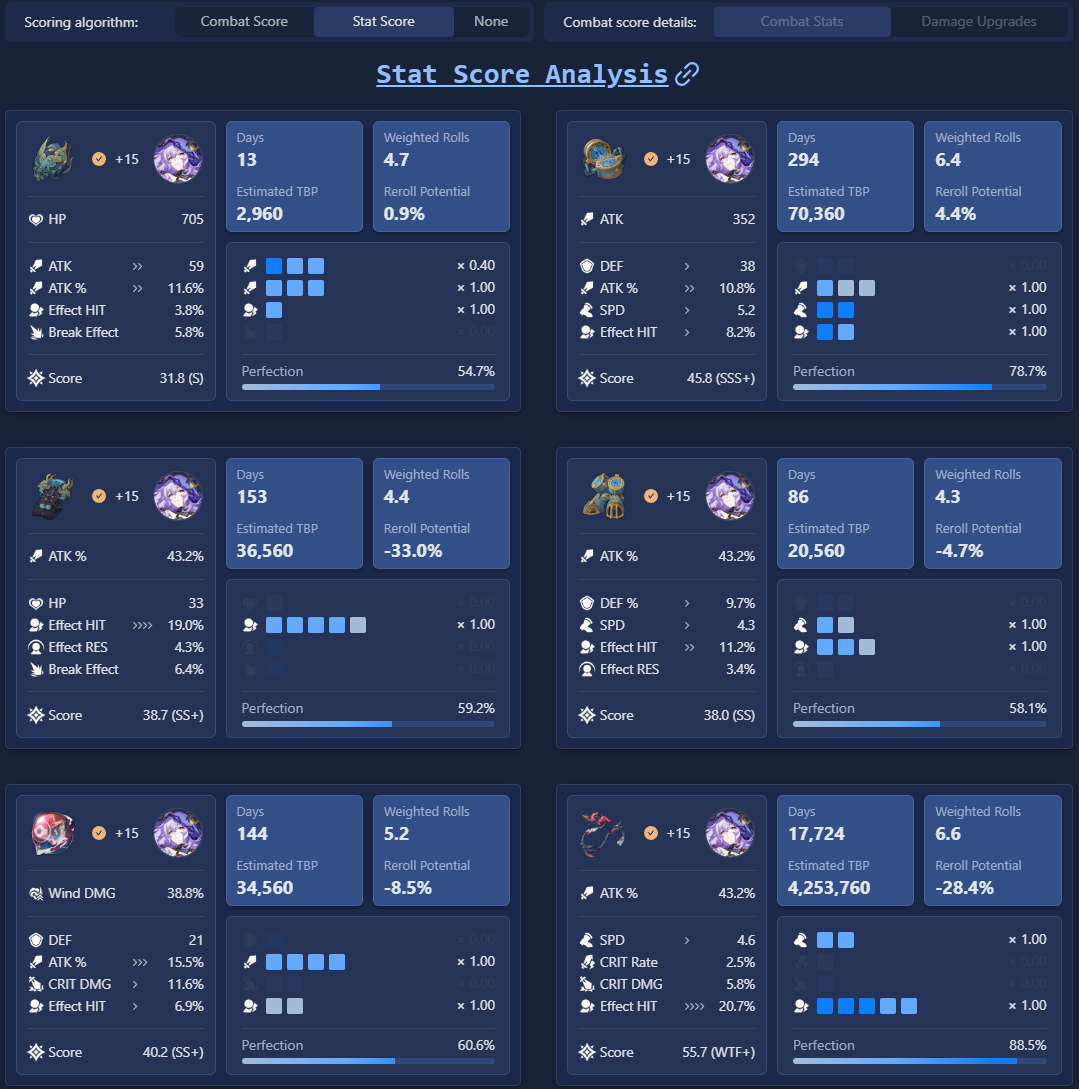 Scoring algorithm: Combat Score Stat Score None Combat score details: Combat Stats Damage Upgrades
Stat Score Analysis
+15
HP 705
ATK >> 59
ATK % >> 11.6%
Effect HIT 3.8%
Break Effect 5.8%
Score 31.8 (S)
Days
13
Estimated TBP
2,960
Weighted Rolls
4.7
Reroll Potential
0.9%
× 0.40
× 1.00
× 1.00
× 0.00
Perfection 54.7%
+15
ATK 352
DEF > 38
ATK % >> 10.8%
SPD > 5.2
Effect HIT > 8.2%
Score 45.8 (SSS+)
Days
294
Estimated TBP
70,360
Weighted Rolls
6.4
Reroll Potential
4.4%
× 0.00
× 1.00
× 1.00
× 1.00
Perfection 78.7%
+15
ATK % 43.2%
HP 33
Effect HIT >>>> 19.0%
Effect RES 4.3%
Break Effect 6.4%
Score 38.7 (SS+)
Days
153
Estimated TBP
36,560
Weighted Rolls
4.4
Reroll Potential
-33.0%
× 0.00
× 1.00
× 0.00
× 0.00
Perfection 59.2%
+15
ATK % 43.2%
DEF % > 9.7%
SPD > 4.3
Effect HIT >> 11.2%
Effect RES 3.4%
Score 38.0 (SS)
Days
86
Estimated TBP
20,560
Weighted Rolls
4.3
Reroll Potential
-4.7%
× 0.00
× 1.00
× 1.00
× 0.00
Perfection 58.1%
+15
Wind DMG 38.8%
DEF 21
ATK % >>> 15.5%
CRIT DMG > 11.6%
Effect HIT > 6.9%
Score 40.2 (SS+)
Days
144
Estimated TBP
34,560
Weighted Rolls
5.2
Reroll Potential
-8.5%
× 0.00
× 1.00
× 0.00
× 1.00
Perfection 60.6%
+15
ATK % 43.2%
SPD > 4.6
CRIT Rate 2.5%
CRIT DMG 5.8%
Effect HIT >>>> 20.7%
Score 55.7 (WTF+)
Days
17,724
Estimated TBP
4,253,760
Weighted Rolls
6.6
Reroll Potential
-28.4%
× 1.00
× 0.00
× 0.00
× 1.00
Perfection 88.5%